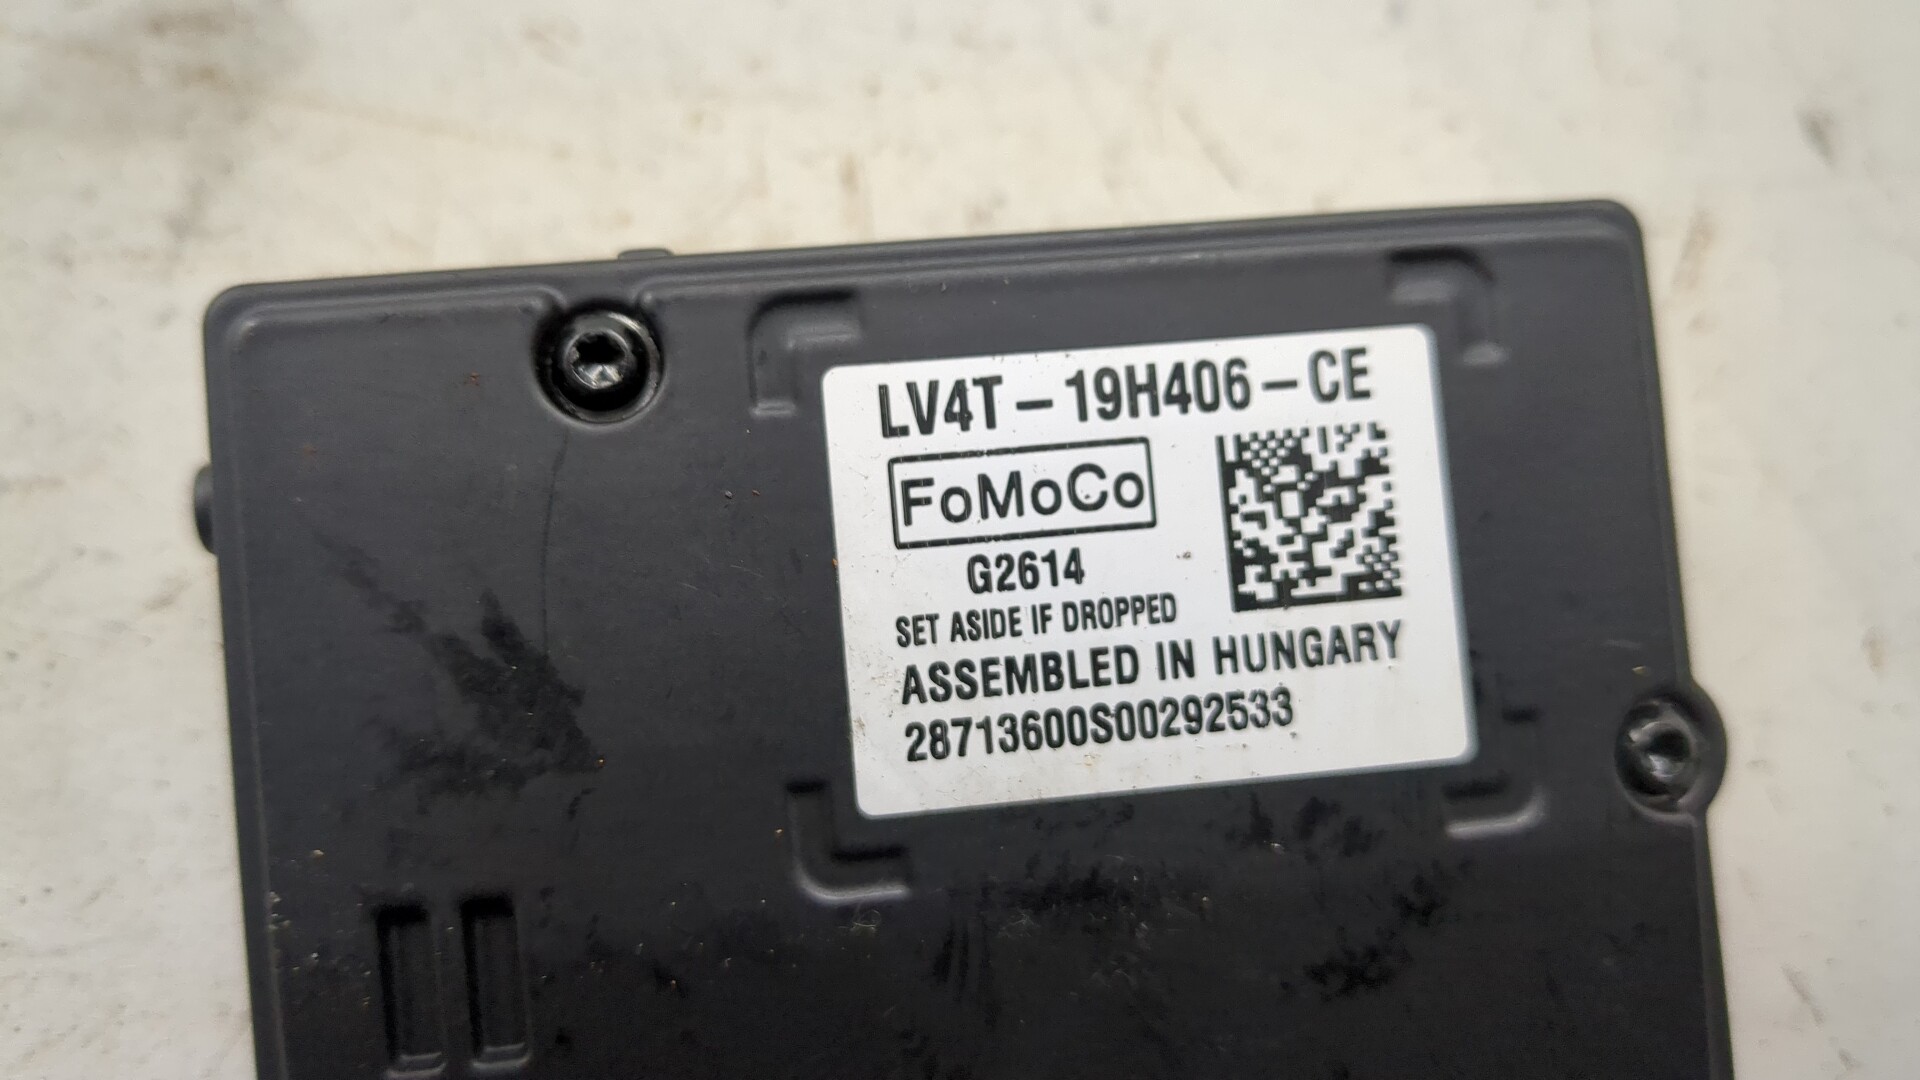 LV4T-19H406-CE
FoMoCo
G2614
SET ASIDE IF DROPPED
ASSEMBLED IN HUNGARY
28713600S00292533